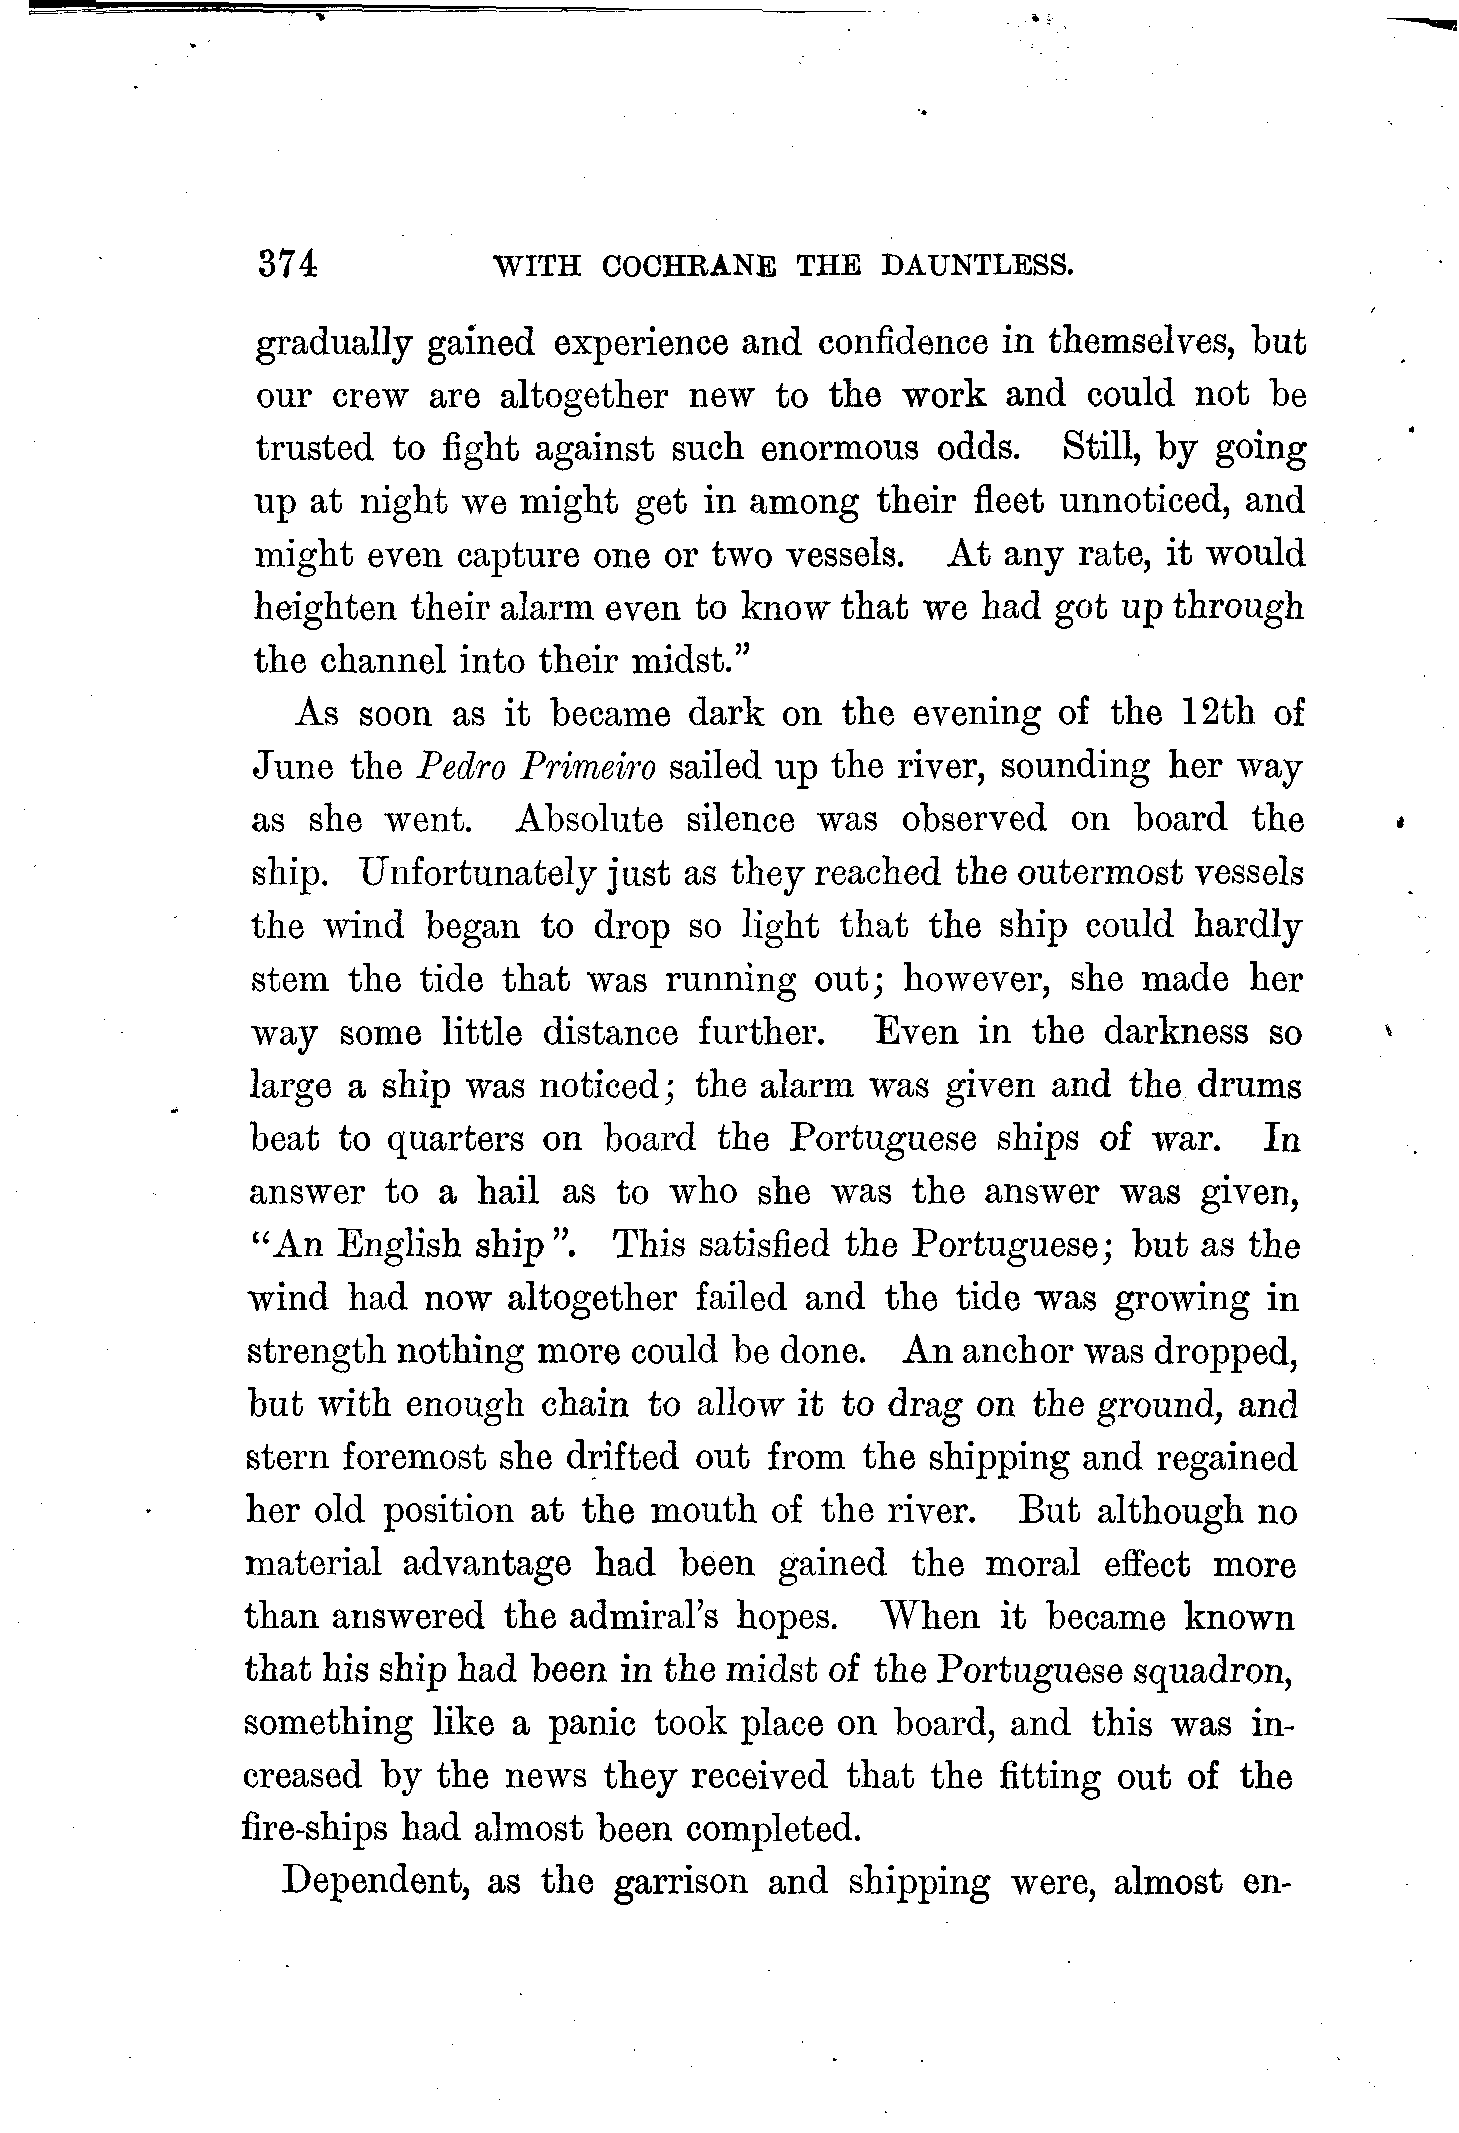 374 WITH COCHRANE THE DAUNTLESS.
gradually gained experience and confidence in themselves, but
our crew are altogether new to the work and could not be
trusted to fight against such enormous odds. Still, by going
up at night we might get in among their fleet unnoticed, and
might even capture one or two vessels. At any rate, it would
heighten their alarm even to know that we had got up through
the channel into their midst.”
As soon as it became dark on the evening of the 12th of
June the Pedro Primeiro sailed up the river, sounding her way
as she went. Absolute silence was observed on board the
ship. Unfortunately just as they reached the outermost vessels
the wind began to drop so light that the ship could hardly
stem the tide that was running out; however, she made her
way some little distance further. Even in the darkness so
large a ship was noticed; the alarm was given and the drums
beat to quarters on board the Portuguese ships of war. In
answer to a hail as to who she was the answer was given,
“An English ship”. This satisfied the Portuguese; but as the
wind had now altogether failed and the tide was growing in
strength nothing more could be done. An anchor was dropped,
but with enough chain to allow it to drag on the ground, and
stern foremost she drifted out from the shipping and regained
her old position at the mouth of the river. But although no
material advantage had been gained the moral effect more
than answered the admiral’s hopes. When it became known
that his ship had been in the midst of the Portuguese squadron,
something like a panic took place on board, and this was in-
creased by the news they received that the fitting out of the
fire-ships had almost been completed.
Dependent, as the garrison and shipping were, almost en-